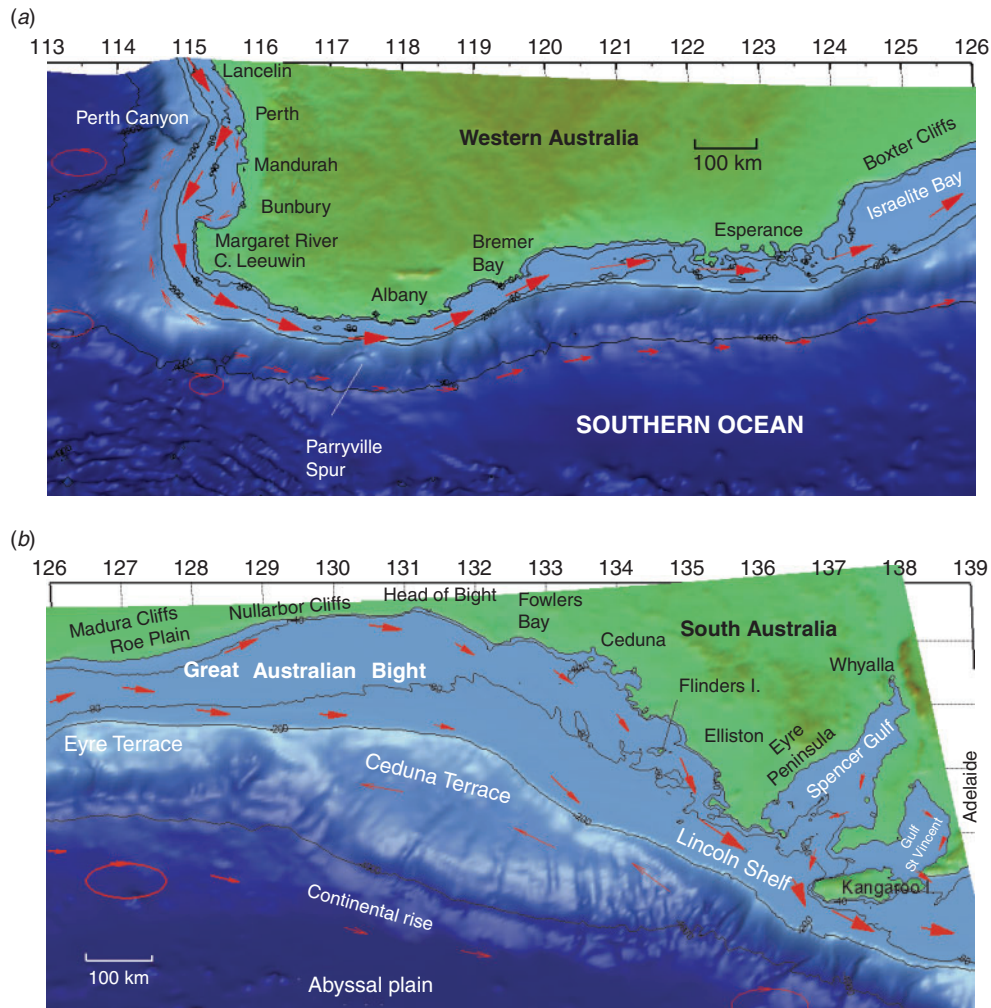 (a)
113 114 115 116 117 118 119 120 121 122 123 124 125 126
Lancelin
Perth Canyon
Perth
Western Australia
100 km
Boxter Cliffs
Mandurah
Israelite Bay
Bunbury
Bremer
Bay
Esperance
Margaret River
C. Leeuwin
Albany
Parryville
Spur
SOUTHERN OCEAN
(b)
126 127 128 129 130 131 132 133 134 135 136 137 138 139
Head of Bight
Nullarbor Cliffs
Madura Cliffs
Roe Plain
Fowlers
Bay
Ceduna
South Australia
Great Australian Bight
Whyalla
Flinders I.
Elliston
Eyre
Peninsula
Spencer Gulf
Eyre Terrace
Ceduna Terrace
Adelaide
Gulf
St Vincent
Lincoln Shelf
Kangaroo I.
Continental rise
100 km
Abyssal plain